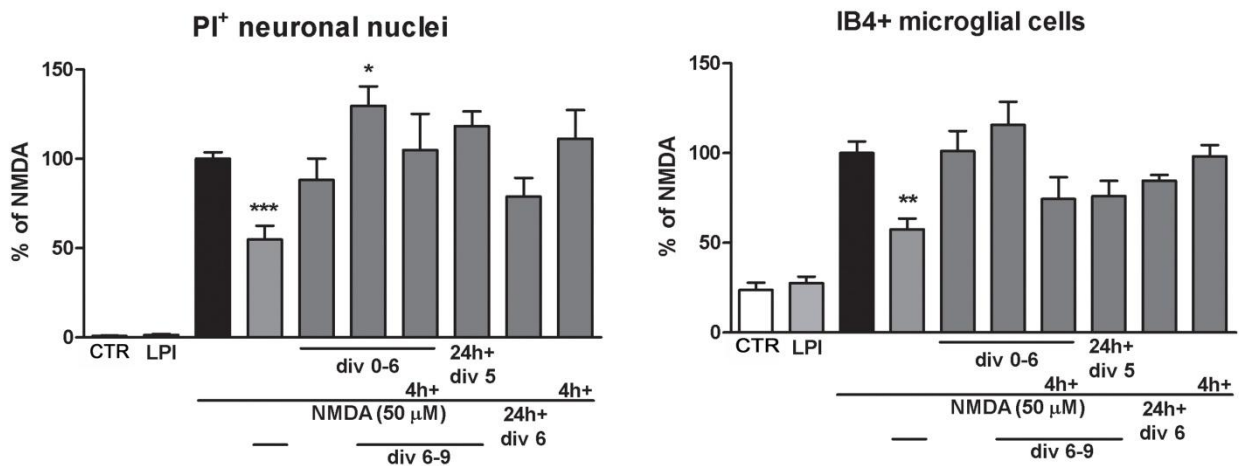 PI⁺ neuronal nuclei
% of NMDA
150
100
50
0
***
*
CTR LPI
div 0-6
24h+
div 5
4h+
4h+
NMDA (50 μM)
24h+
div 6
div 6-9
IB4+ microglial cells
% of NMDA
150
100
50
0
**
CTR LPI
div 0-6
24h+
div 5
4h+
4h+
NMDA (50 μM)
24h+
div 6
div 6-9